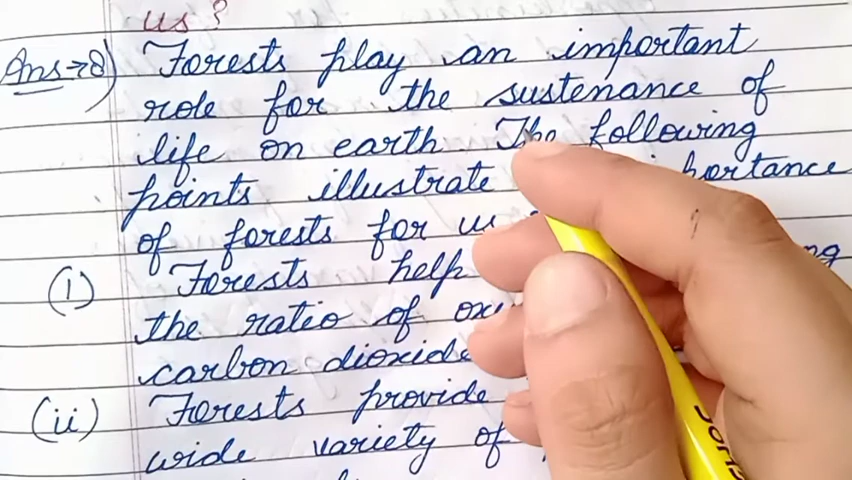 us?
Ans→8) Forests play an important
role for the sustenance of
life on earth The following
points illustrate
of forests for us
(i) Forests help
the ratio of
carbon dioxide
(ii) Forests provide
wide variety of